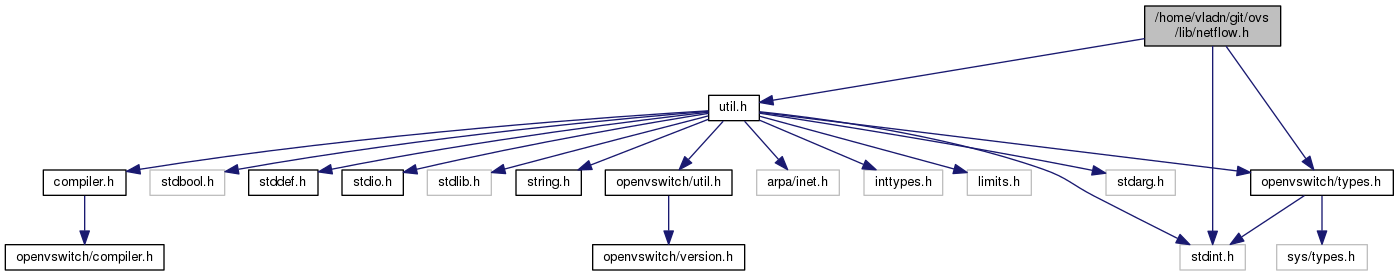 /home/vladn/git/ovs
/lib/netflow.h
util.h
compiler.h
stdbool.h
stddef.h
stdio.h
stdlib.h
string.h
openvswitch/util.h
arpa/inet.h
inttypes.h
limits.h
stdarg.h
openvswitch/types.h
openvswitch/compiler.h
openvswitch/version.h
stdint.h
sys/types.h